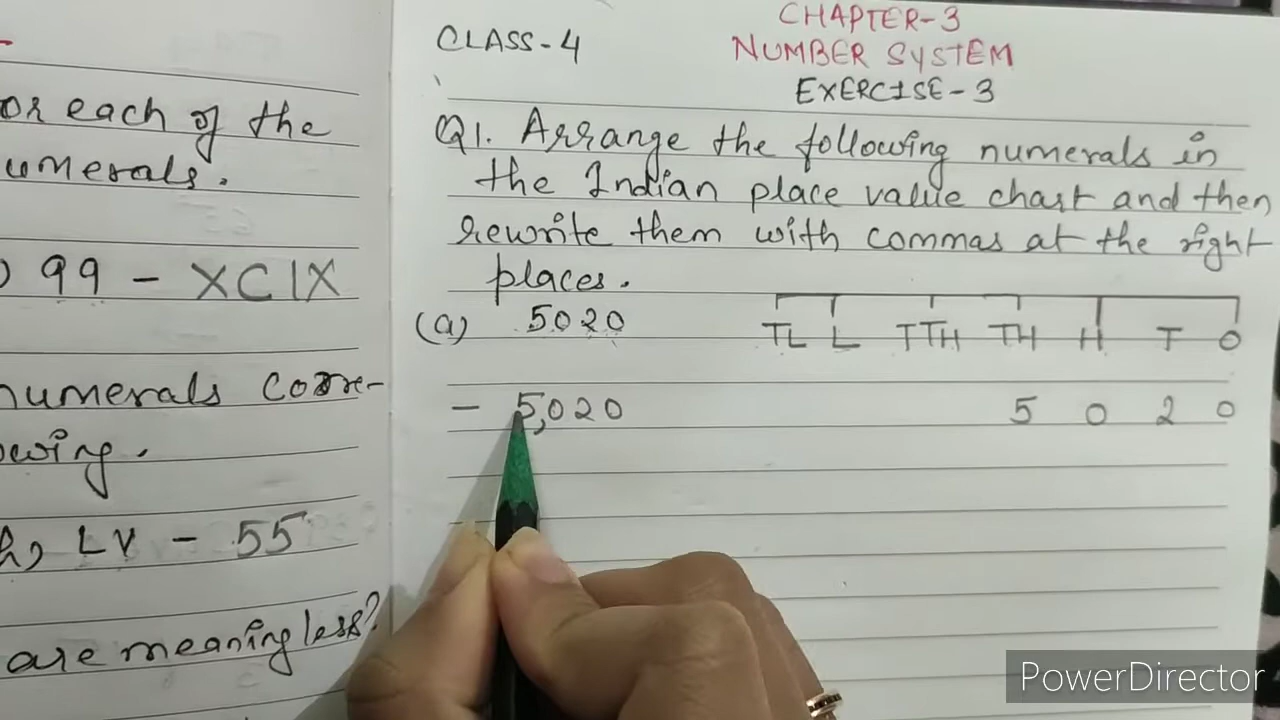 or each of the
umerals.
99 - XCIX
numerals corre-
owing.
LV - 55
are meaningless?
CHAPTER-3
CLASS-4
NUMBER SYSTEM
EXERCISE-3
Q1. Arrange the following numerals in
the Indian place value chart and then
rewrite them with commas at the right
places.
(a) 5020 TL L TTH TH H T O
- 5,020 5 0 2 0
PowerDirector